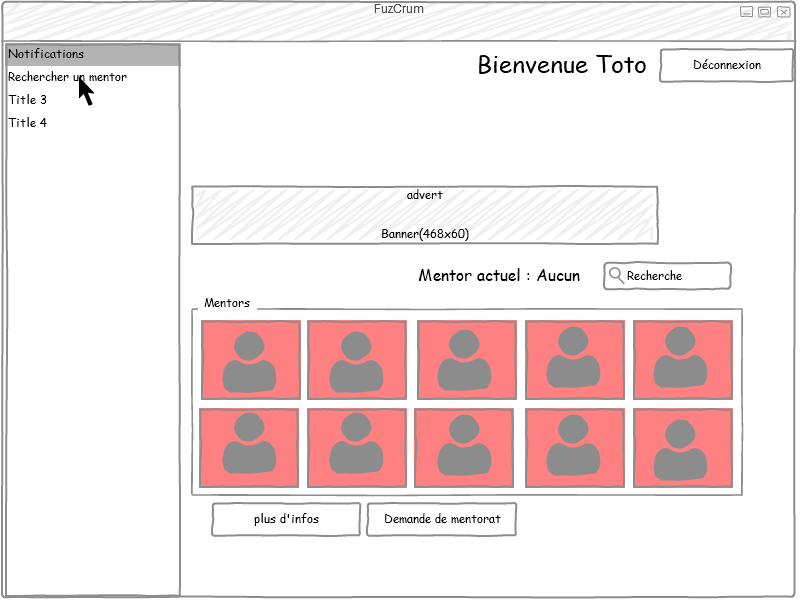 FuzCrum
Notifications
Rechercher un mentor
Title 3
Title 4
Bienvenue Toto
Déconnexion
advert
Banner(468x60)
Mentor actuel : Aucun
Recherche
Mentors
plus d'infos
Demande de mentorat